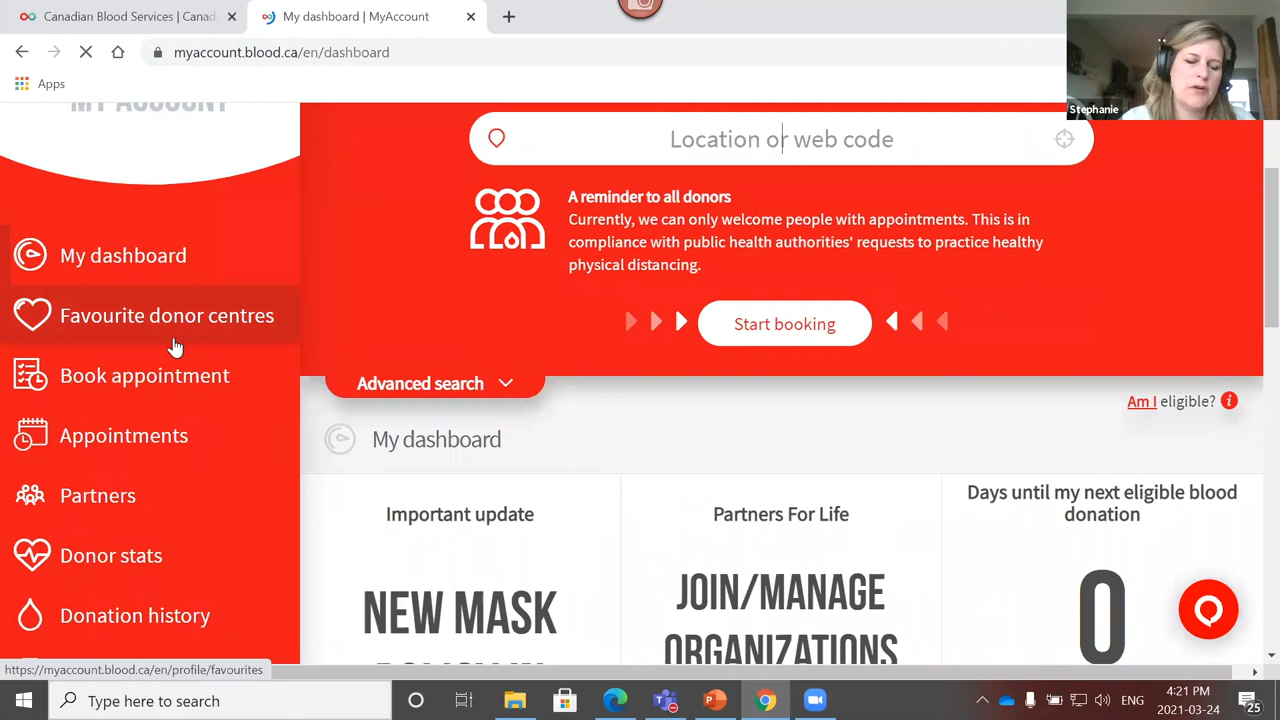 Canadian Blood Services | Canad
My dashboard | MyAccount
myaccount.blood.ca/en/dashboard
Apps
Stephanie
MY ACCOUNT
Location or web code
A reminder to all donors
Currently, we can only welcome people with appointments. This is in
compliance with public health authorities' requests to practice healthy
physical distancing.
Start booking
Advanced search
Am I eligible?
My dashboard
Favourite donor centres
Book appointment
Appointments
Partners
Donor stats
Donation history
My dashboard
Important update
NEW MASK
Partners For Life
JOIN/MANAGE
ORGANIZATIONS
Days until my next eligible blood
donation
0
https://myaccount.blood.ca/en/profile/favourites
Type here to search
ENG
4:21 PM
2021-03-24
25